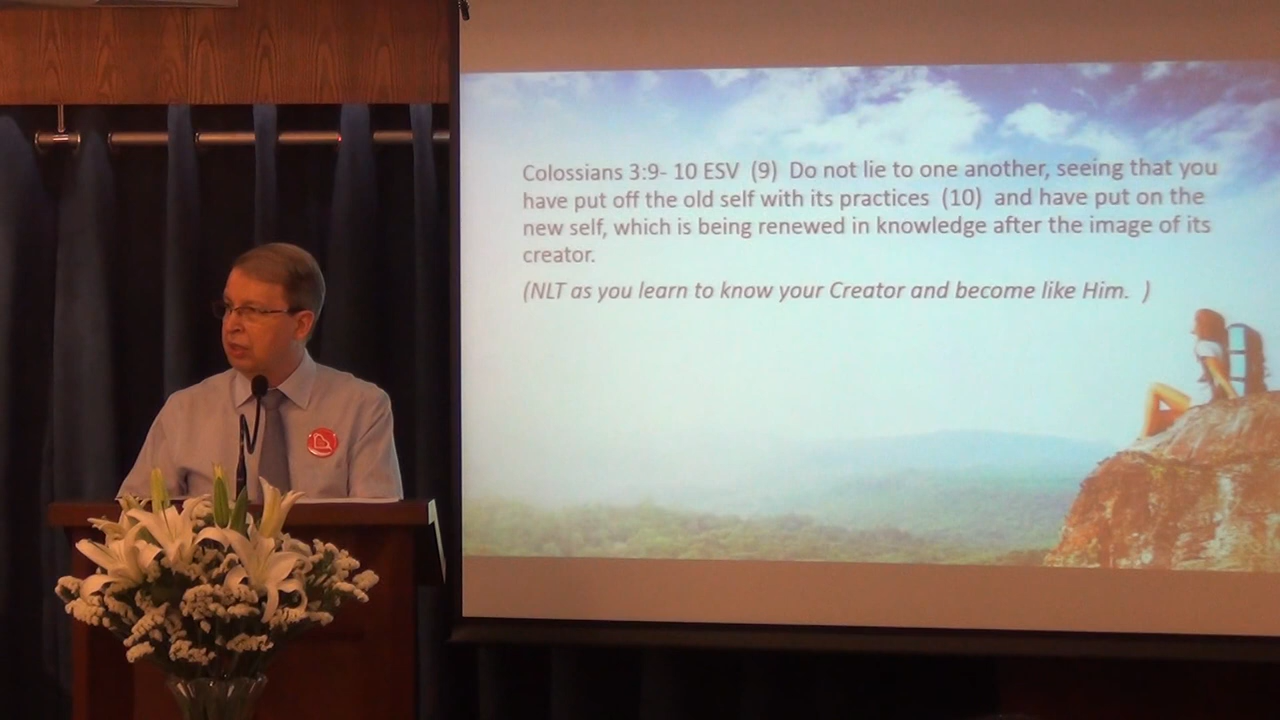 Colossians 3:9- 10 ESV (9) Do not lie to one another, seeing that you
have put off the old self with its practices (10) and have put on the
new self, which is being renewed in knowledge after the image of its
creator.
(NLT as you learn to know your Creator and become like Him. )